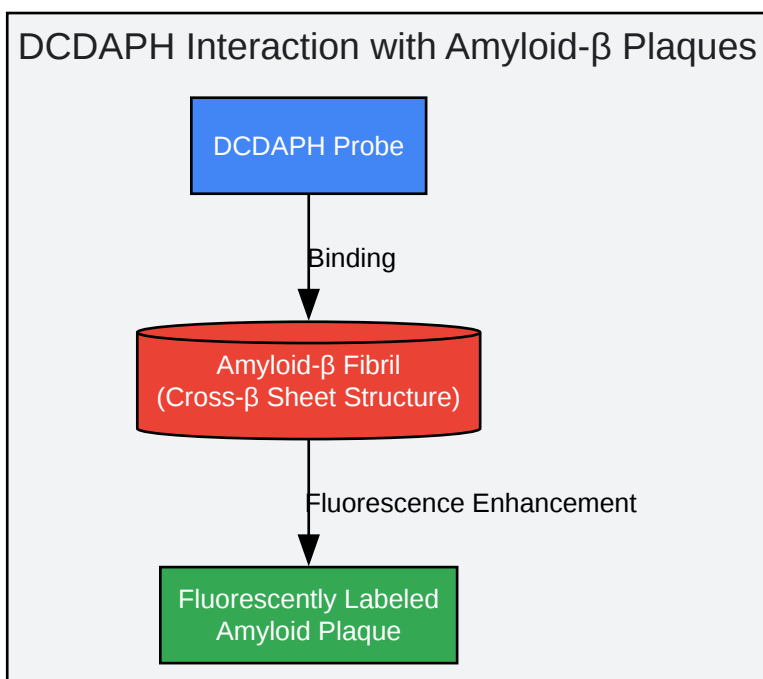 DCDAPH Interaction with Amyloid-β Plaques
DCDAPH Probe
Binding
Amyloid-β Fibril
(Cross-β Sheet Structure)
Fluorescence Enhancement
Fluorescently Labeled
Amyloid Plaque